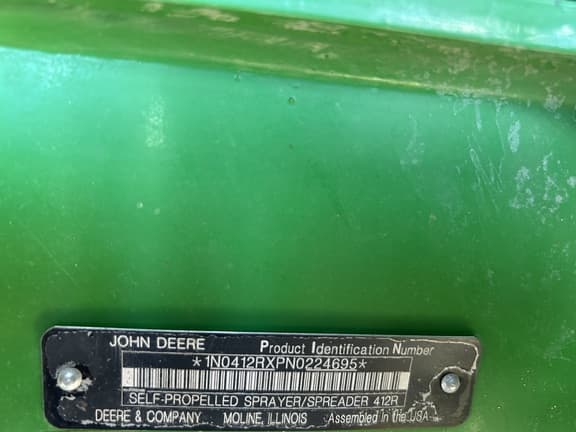 JOHN DEERE Product Identification Number
*1N0412RXPN0224695*
SELF-PROPELLED SPRAYER/SPREADER 412R
DEERE & COMPANY MOLINE, ILLINOIS Assembled in the USA